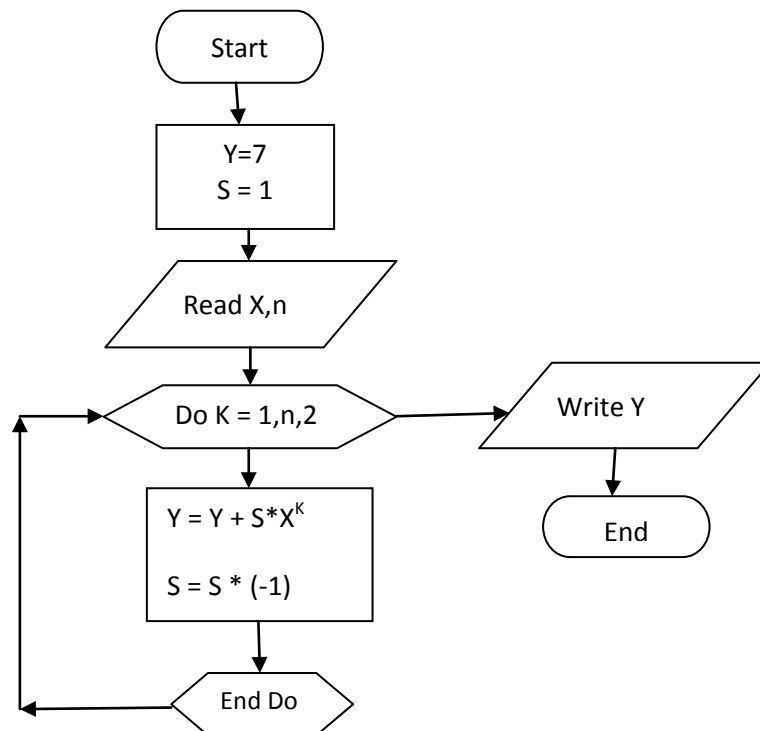 Start
Y=7
S = 1
Read X,n
Do K = 1,n,2
Write Y
Y = Y + S*X^K
S = S * (-1)
End
End Do